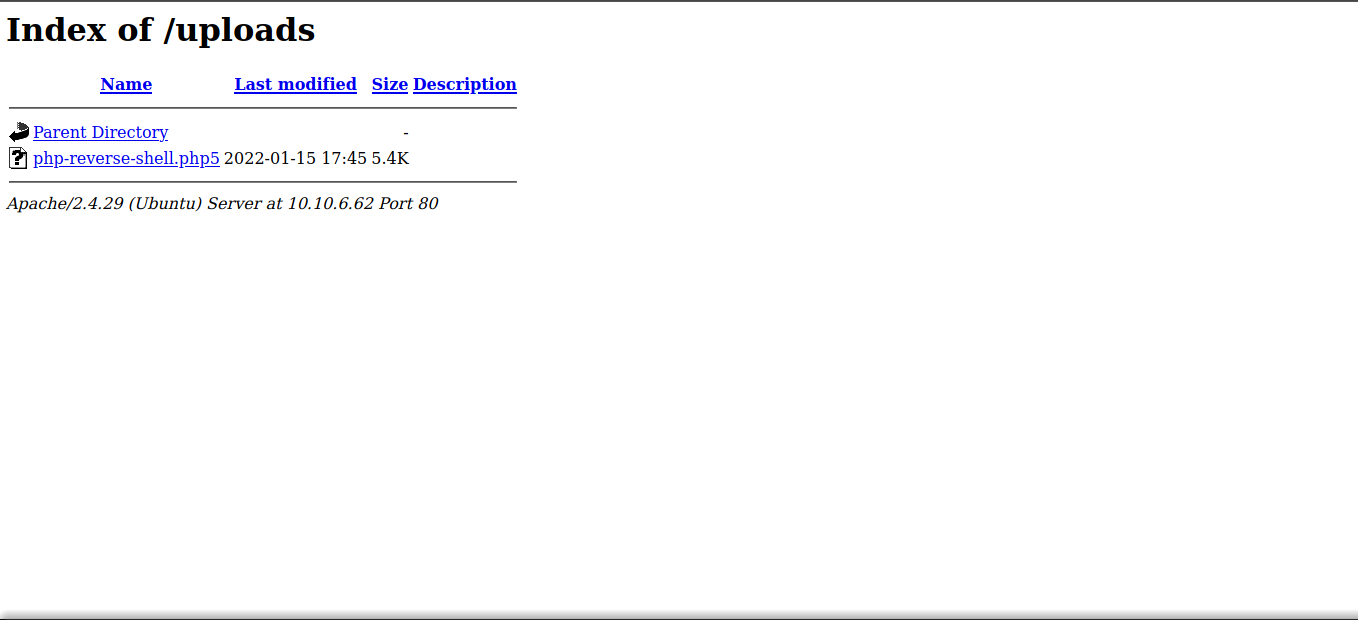 Index of /uploads
Name Last modified Size Description
Parent Directory -
php-reverse-shell.php5 2022-01-15 17:45 5.4K
Apache/2.4.29 (Ubuntu) Server at 10.10.6.62 Port 80